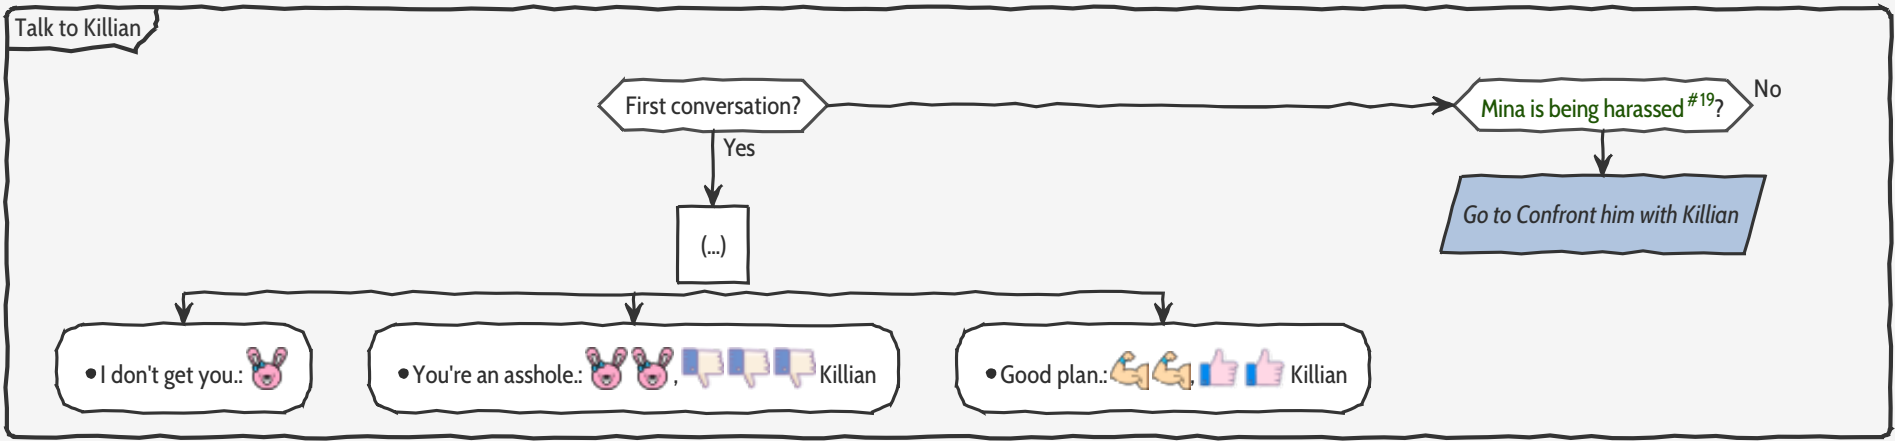 Talk to Killian
First conversation?
Mina is being harassed #19?
No
Yes
Go to Confront him with Killian
(...)
•I don't get you.:
•You're an asshole.: , Killian
•Good plan.: , Killian